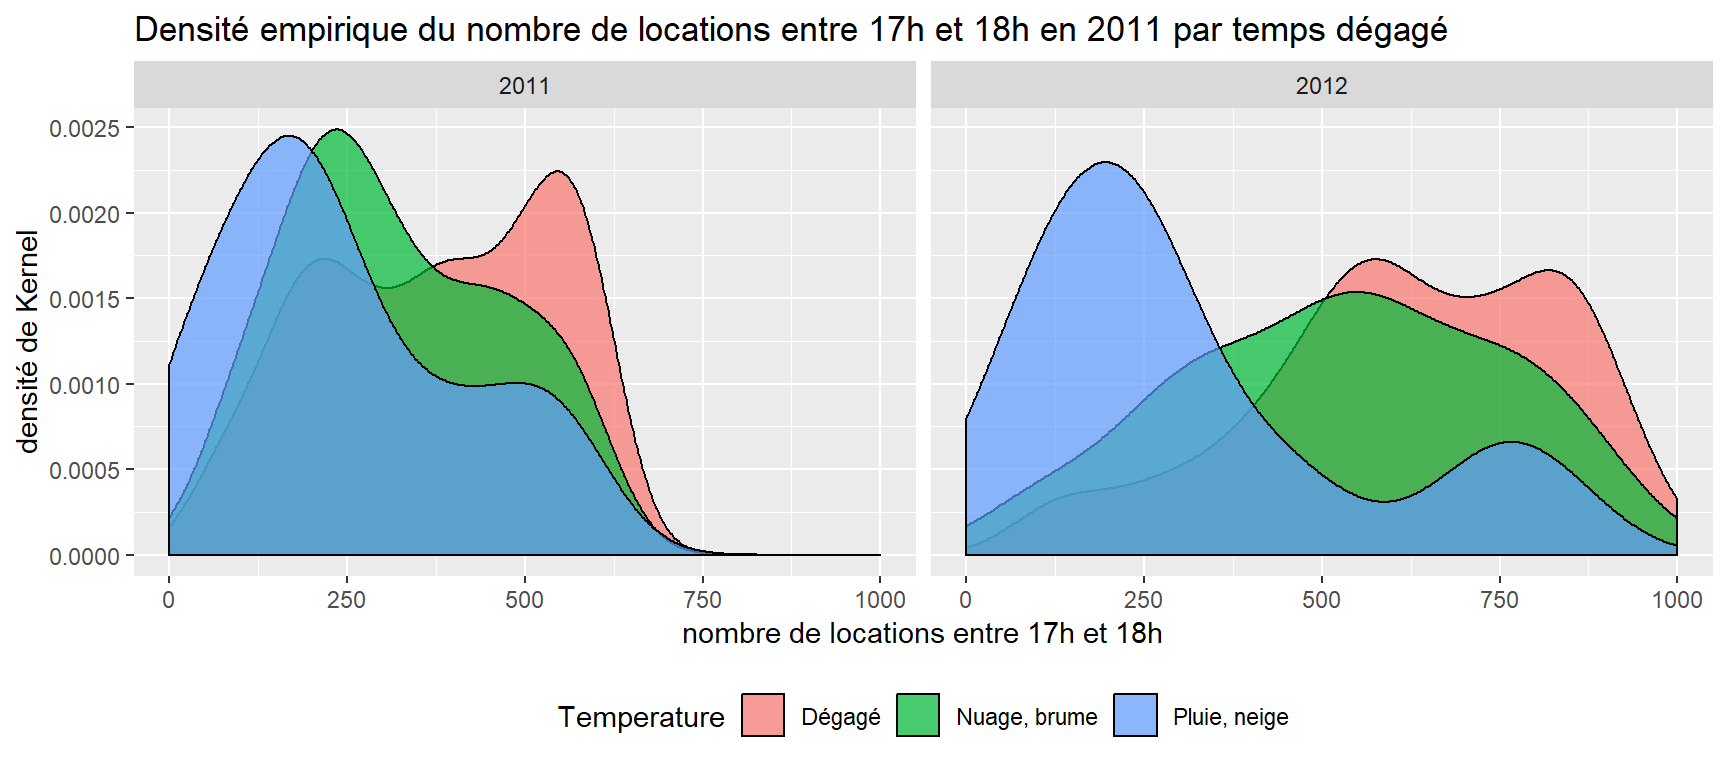 Densité empirique du nombre de locations entre 17h et 18h en 2011 par temps dégagé
2011
2012
densité de Kernel
0.0025
0.0020
0.0015
0.0010
0.0005
0.0000
0 250 500 750 1000
0 250 500 750 1000
nombre de locations entre 17h et 18h
Temperature Dégagé Nuage, brume Pluie, neige